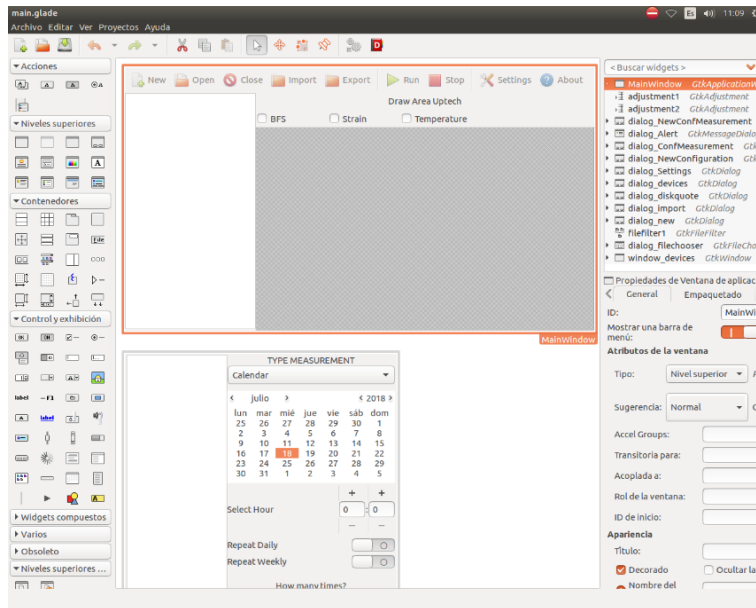 main.glade
Es 11:09
Archivo Editar Ver Proyectos Ayuda
Acciones
Niveles superiores
Contenedores
Control y exhibición
Widgets compuestos
Varios
Obsoleto
Niveles superiores ...
New Open Close Import Export Run Stop Settings About
Draw Area Uptech
BFS Strain Temperature
MainWindow
TYPE MEASUREMENT
Calendar
< julio > < 2018 >
lun mar mié jue vie sáb dom
25 26 27 28 29 30 1
2 3 4 5 6 7 8
9 10 11 12 13 14 15
16 17 18 19 20 21 22
23 24 25 26 27 28 29
30 31 1 2 3 4 5
+ +
Select Hour 0 : 0
− −
Repeat Daily
Repeat Weekly
How many times?
< Buscar widgets >
MainWindow GtkApplicationW
adjustment1 GtkAdjustment
adjustment2 GtkAdjustment
dialog_NewConfMeasurement
dialog_Alert GtkMessageDialo
dialog_ConfMeasurement Gtk
dialog_NewConfiguration Gtk
dialog_Settings GtkDialog
dialog_devices GtkDialog
dialog_diskquote GtkDialog
dialog_import GtkDialog
dialog_new GtkDialog
filefilter1 GtkFileFilter
dialog_filechooser GtkFileCho
window_devices GtkWindow
Propiedades de Ventana de aplicac
General Empaquetado
ID: MainWi
Mostrar una barra de
menú:
Atributos de la ventana
Tipo: Nivel superior
Sugerencia: Normal
Accel Groups:
Transitoria para:
Acoplada a:
Rol de la ventana:
ID de inicio:
Apariencia
Título:
Decorado Ocultar la
Nombre del